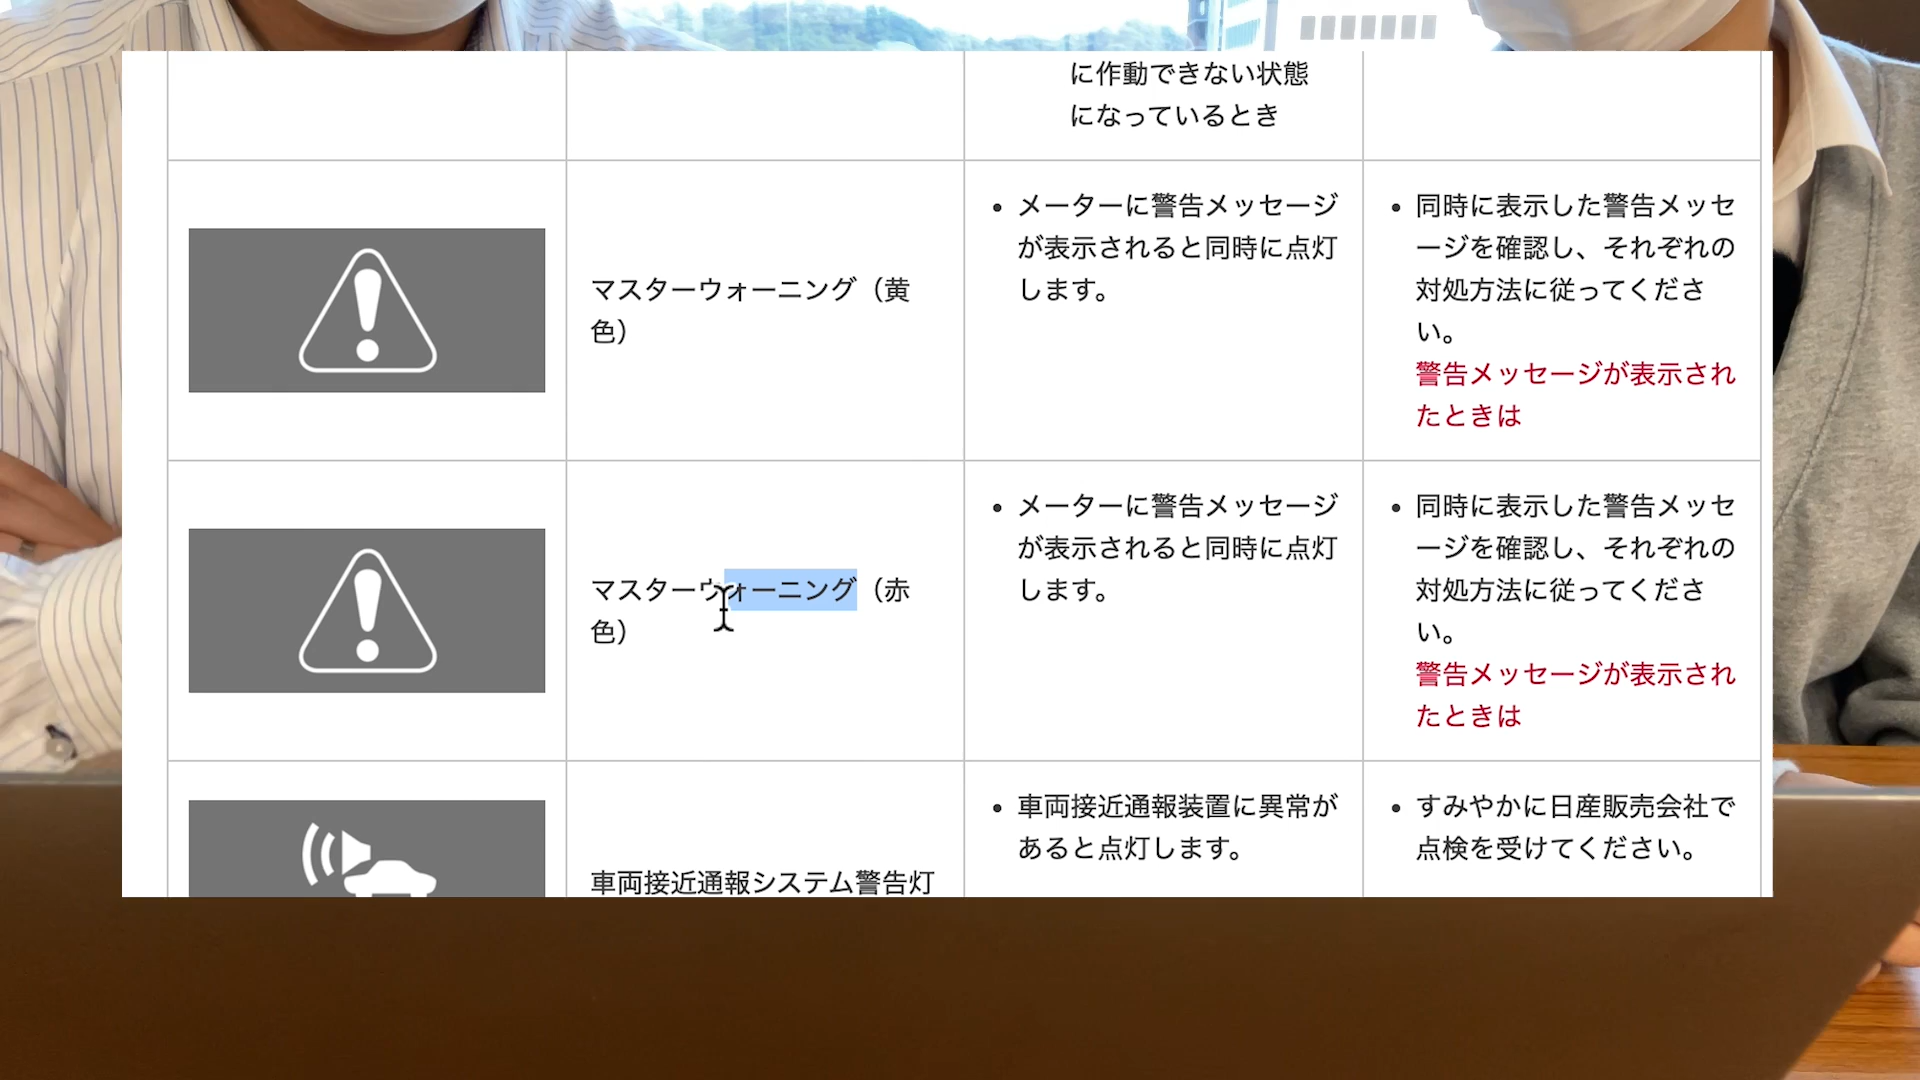 に作動できない状態
になっているとき
マスターウォーニング（黄
色）
・メーターに警告メッセージ
が表示されると同時に点灯
します。
・同時に表示した警告メッセ
ージを確認し、それぞれの
対処方法に従ってくださ
い。
警告メッセージが表示され
たときは
マスターウォーニング（赤
色）
・メーターに警告メッセージ
が表示されると同時に点灯
します。
・同時に表示した警告メッセ
ージを確認し、それぞれの
対処方法に従ってくださ
い。
警告メッセージが表示され
たときは
車両接近通報システム警告灯
・車両接近通報装置に異常が
あると点灯します。
・すみやかに日産販売会社で
点検を受けてください。